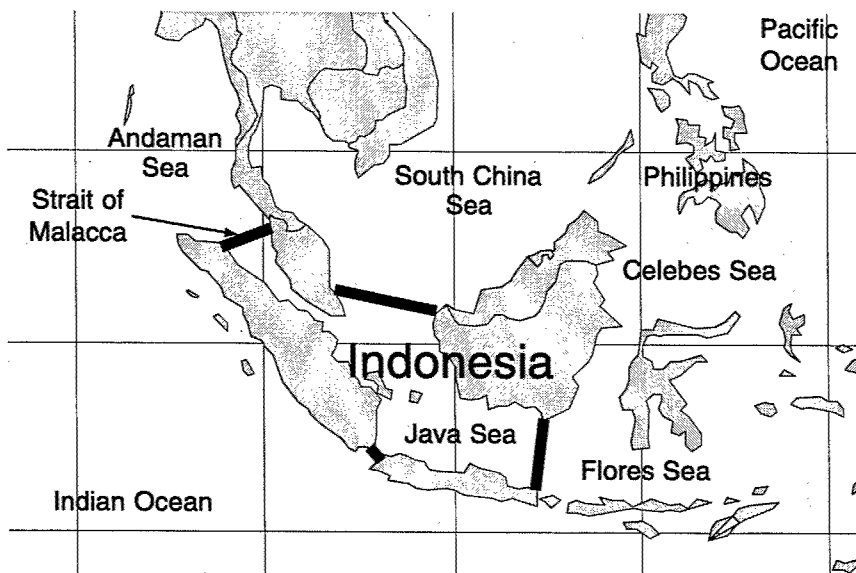 Pacific
Ocean
Andaman
Sea
South China
Sea
Philippines
Strait of
Malacca
Celebes Sea
Indonesia
Java Sea
Flores Sea
Indian Ocean